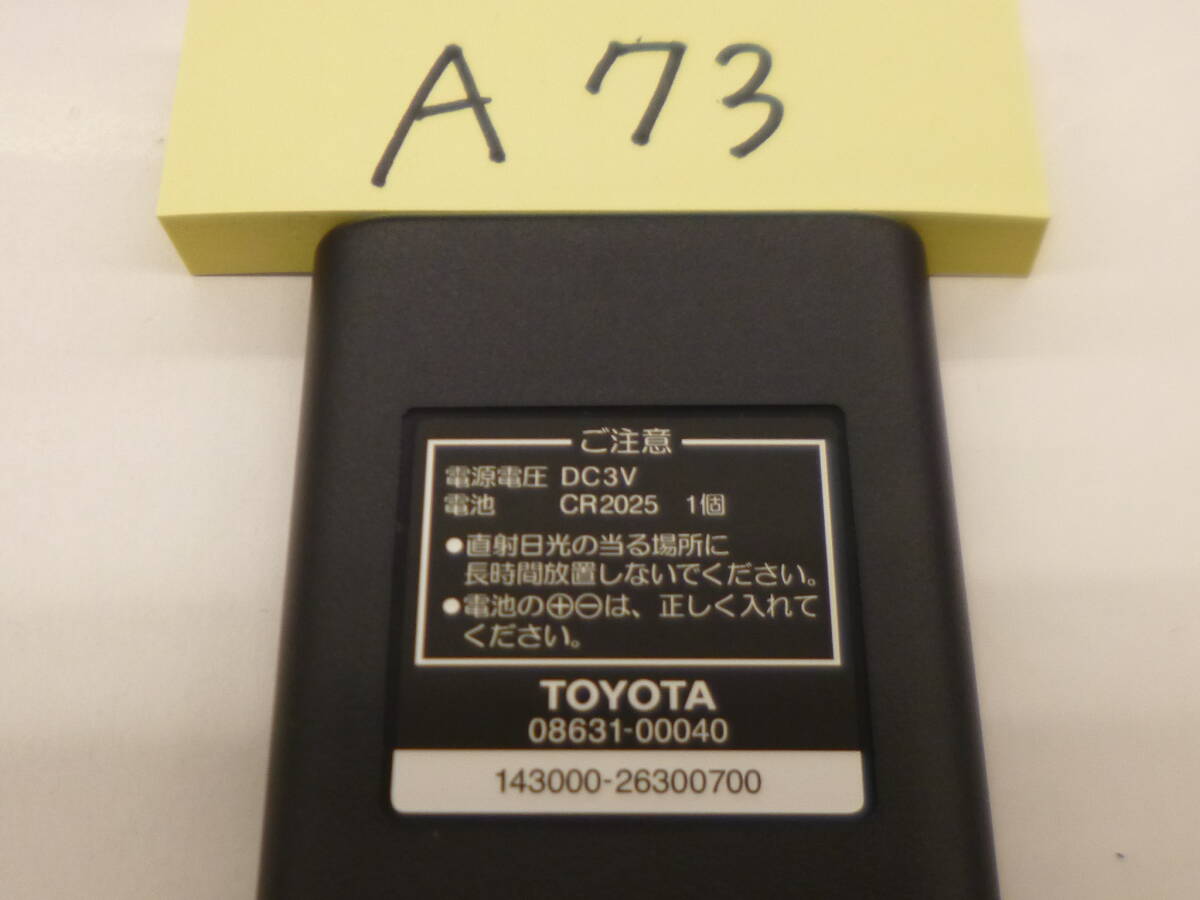 A 73
ご注意
電源電圧 DC3V
電池 CR2025 1個
●直射日光の当る場所に
長時間放置しないでください。
●電池の⊕⊖は、正しく入れて
ください。
TOYOTA
08631-00040
143000-26300700